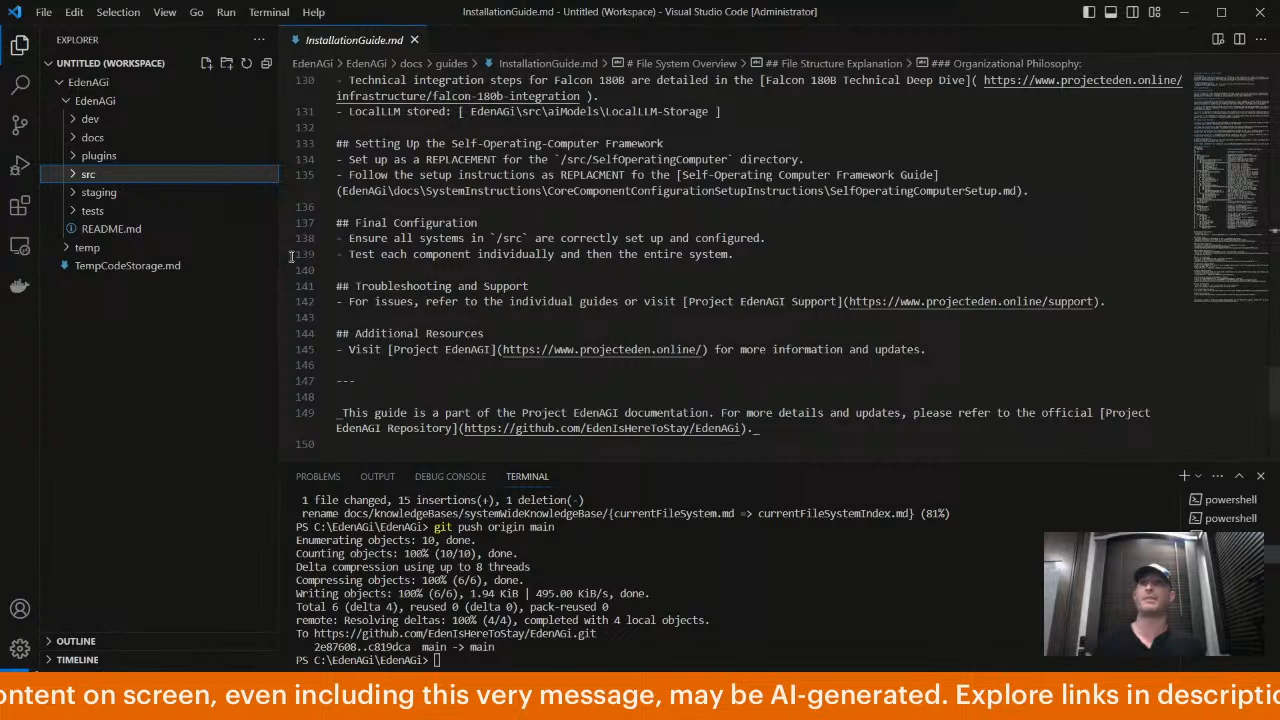 File Edit Selection View Go Run Terminal Help InstallationGuide.md - Untitled (Workspace) - Visual Studio Code [Administrator]
EXPLORER
UNTITLED (WORKSPACE)
EdenAGi
EdenAGi
dev
docs
plugins
src
staging
tests
README.md
temp
TempCodeStorage.md
OUTLINE
TIMELINE
InstallationGuide.md
EdenAGi > EdenAGi > docs > guides > InstallationGuide.md > # File System Overview > ## File Structure Explanation > ### Organizational Philosophy:
130 - Technical integration steps for Falcon 180B are detailed in the [Falcon 180B Technical Deep Dive]( https://www.projecteden.online/
infrastructure/falcon-180b-integration ).
131 - LocalLLM stored: [ EdenAGi\src\aiModels\LocalLLM-Storage ]
132
133 ## Setting Up the Self-Operating-Computer Framework
134 - Set up as a REPLACEMENT for the `/src/SelfOperatingComputer` directory.
135 - Follow the setup instructions REPLACMENT fo the [Self-Operating Computer Framework Guide]
(EdenAGi\docs\SystemInstructions\CoreComponentConfigurationSetupInstructions\SelfOperatingComputerSetup.md).
136
137 ## Final Configuration
138 - Ensure all systems in `/src` are correctly set up and configured.
139 - Test each component individually and then the entire system.
140
141 ## Troubleshooting and Support
142 - For issues, refer to the individual guides or visit [Project EdenAGI Support](https://www.projecteden.online/support).
143
144 ## Additional Resources
145 - Visit [Project EdenAGI](https://www.projecteden.online/) for more information and updates.
146
147 ---
148
149 _This guide is a part of the Project EdenAGI documentation. For more details and updates, please refer to the official [Project
EdenAGI Repository](https://github.com/EdenIsHereToStay/EdenAGi)._
150
PROBLEMS OUTPUT DEBUG CONSOLE TERMINAL
1 file changed, 15 insertions(+), 1 deletion(-)
rename docs/knowledgeBases/systemWideKnowledgeBase/{currentFileSystem.md => currentFileSystemIndex.md} (81%)
PS C:\EdenAGi\EdenAGi> git push origin main
Enumerating objects: 10, done.
Counting objects: 100% (10/10), done.
Delta compression using up to 8 threads
Compressing objects: 100% (6/6), done.
Writing objects: 100% (6/6), 1.94 KiB | 495.00 KiB/s, done.
Total 6 (delta 4), reused 0 (delta 0), pack-reused 0
remote: Resolving deltas: 100% (4/4), completed with 4 local objects.
To https://github.com/EdenIsHereToStay/EdenAGi.git
2e87608..c819dca main -> main
PS C:\EdenAGi\EdenAGi>
powershell
powershell
ontent on screen, even including this very message, may be AI-generated. Explore links in descriptio